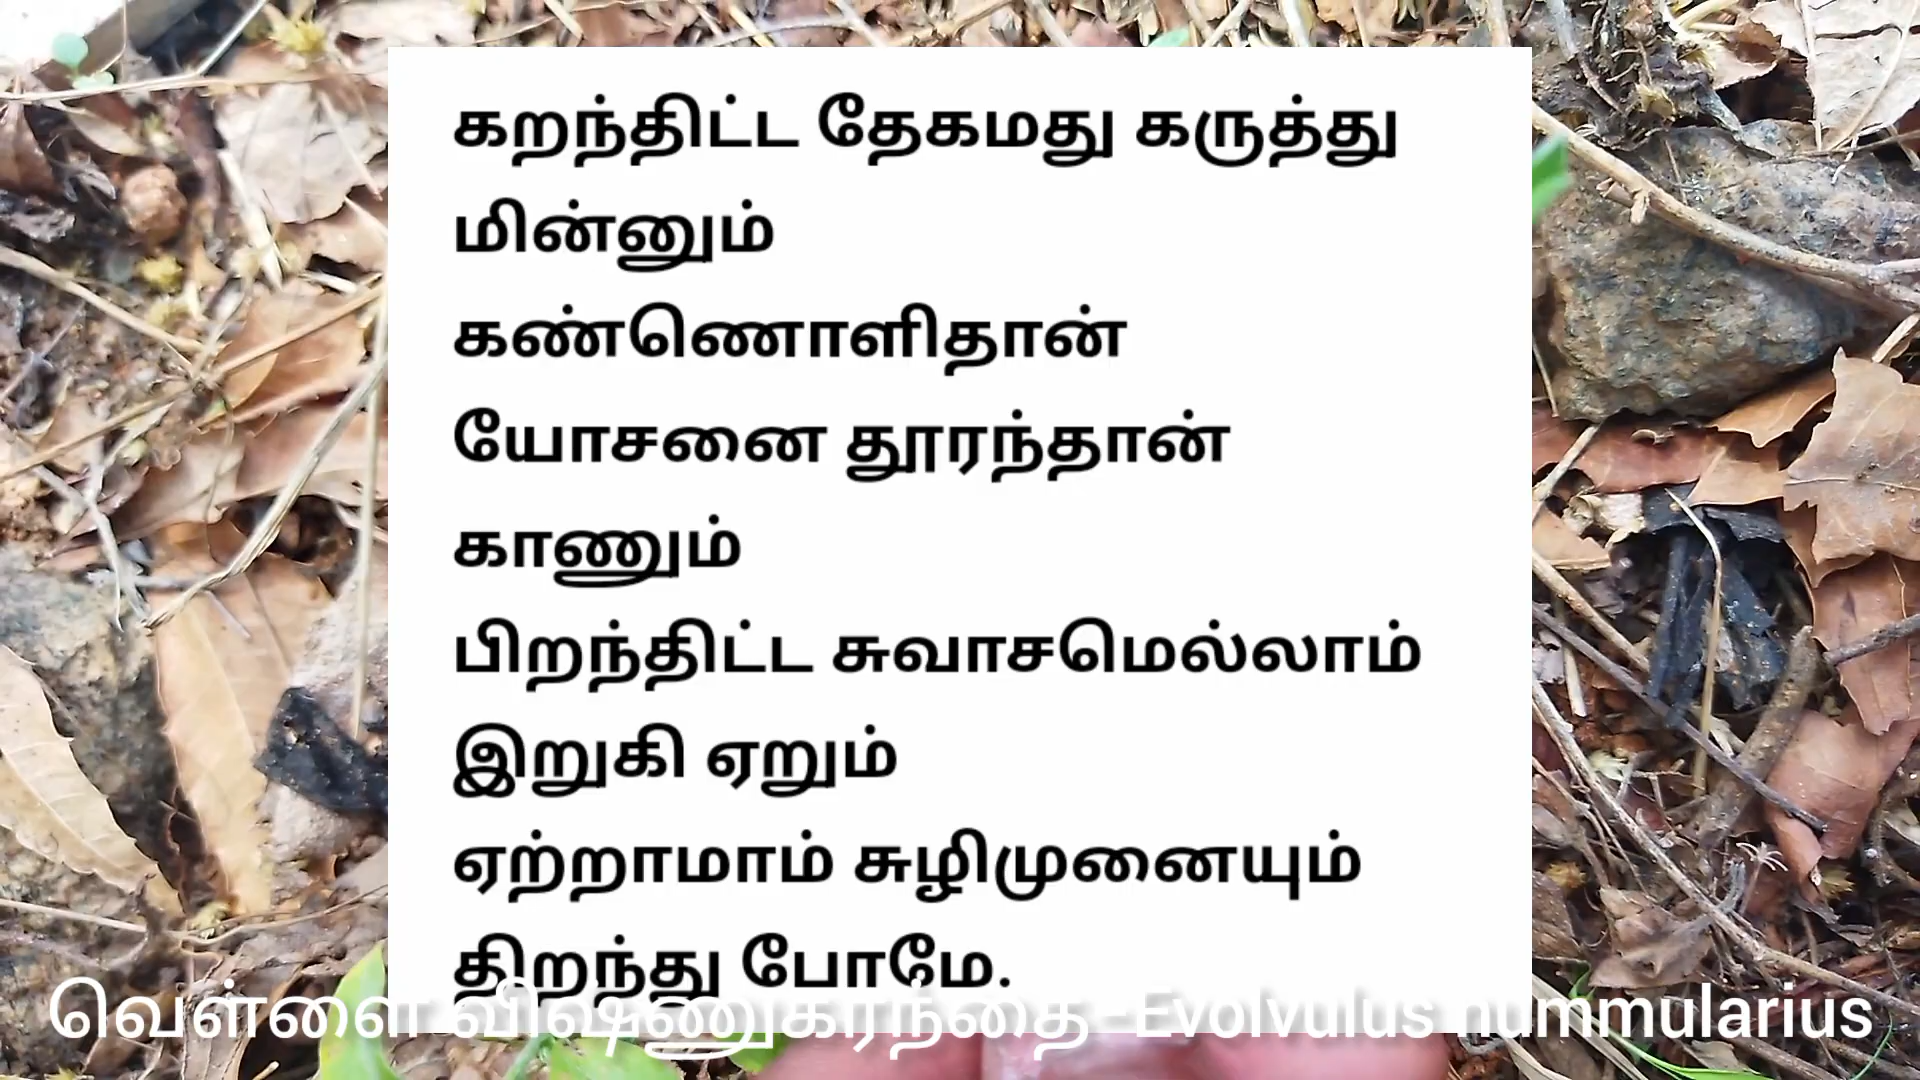 கறந்திட்ட தேகமது கருத்து
மின்னும்
கண்ணொளிதான்
யோசனை தூரந்தான்
காணும்
பிறந்திட்ட சுவாசமெல்லாம்
இறுகி ஏறும்
ஏற்றாமாம் சுழிமுனையும்
திறந்து போமே.
வெள்ளை விஷ்ணுகரந்தை-Evolvulus nummularius